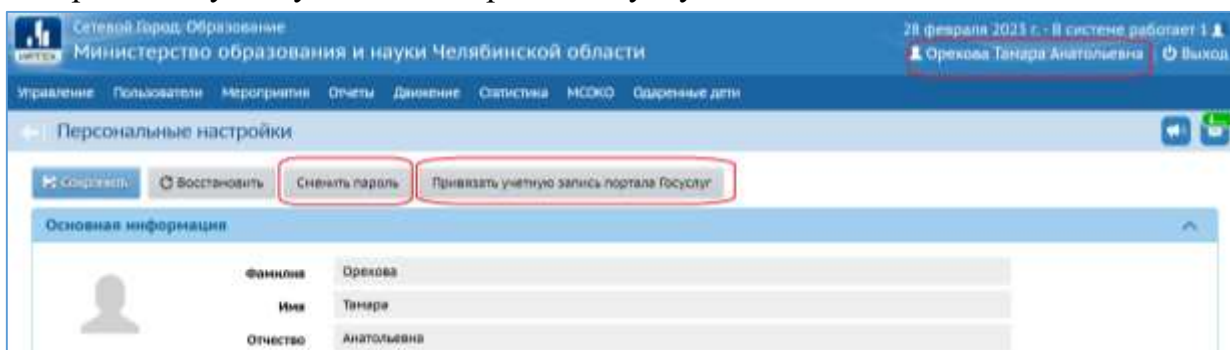 Сетевой Город. Образование
28 февраля 2023 г. - В системе работает 1
Министерство образования и науки Челябинской области
Орехова Тамара Анатольевна Выход
Управление Пользователи Мероприятия Отчеты Движение Статистика МСОКО Одаренные дети
Персональные настройки
Сохранить Восстановить Сменить пароль Привязать учетную запись портала Госуслуг
Основная информация
Фамилия Орехова
Имя Тамара
Отчество Анатольевна